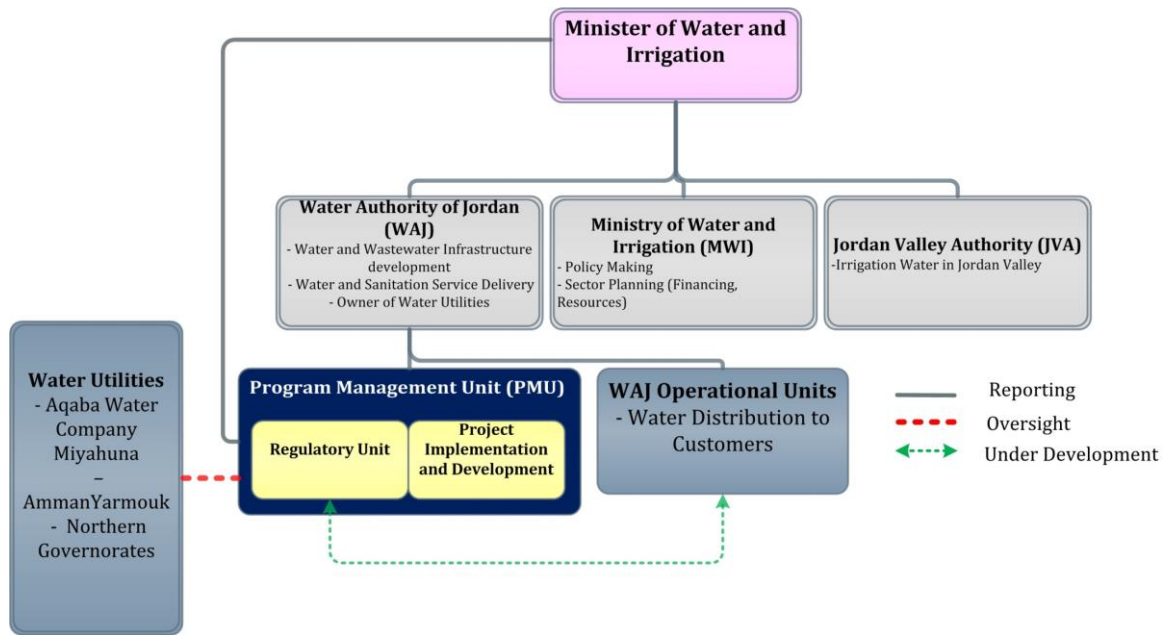 Minister of Water and
Irrigation
Water Authority of Jordan
(WAJ)
- Water and Wastewater Infrastructure
development
- Water and Sanitation Service Delivery
- Owner of Water Utilities
Ministry of Water and
Irrigation (MWI)
- Policy Making
- Sector Planning (Financing,
Resources)
Jordan Valley Authority (JVA)
-Irrigation Water in Jordan Valley
Water Utilities
- Aqaba Water
Company
Miyahuna
–
AmmanYarmouk
- Northern
Governorates
Program Management Unit (PMU)
Regulatory Unit
Project
Implementation
and Development
WAJ Operational Units
- Water Distribution to
Customers
Reporting
Oversight
Under Development